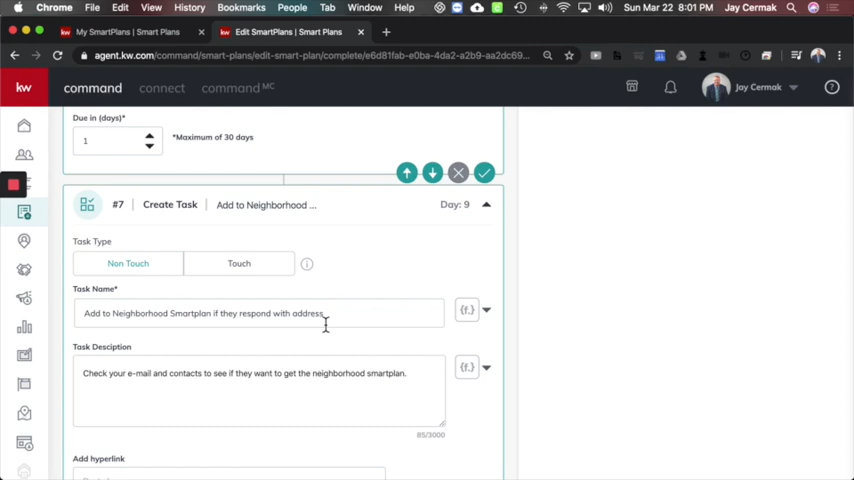 Chrome File Edit View History Bookmarks People Tab Window Help Sun Mar 22 8:01 PM Jay Cermak
My SmartPlans | Smart Plans Edit SmartPlan | Smart Plans
agent.kw.com/command/smartplans/edit-smart-plan/complete/e6d81fab-e0ba-4da2-a2b9-aa2dc69...
kw command connect command MC Jay Cermak
Due in (days)*
1 *Maximum of 30 days
#7 Create Task Add to Neighborhood ... Day: 9
Task Type
Non Touch Touch
Task Name*
Add to Neighborhood Smartplan if they respond with address
{f.}
Task Desciption
Check your e-mail and contacts to see if they want to get the neighborhood smartplan.
{f.}
85/3000
Add hyperlink